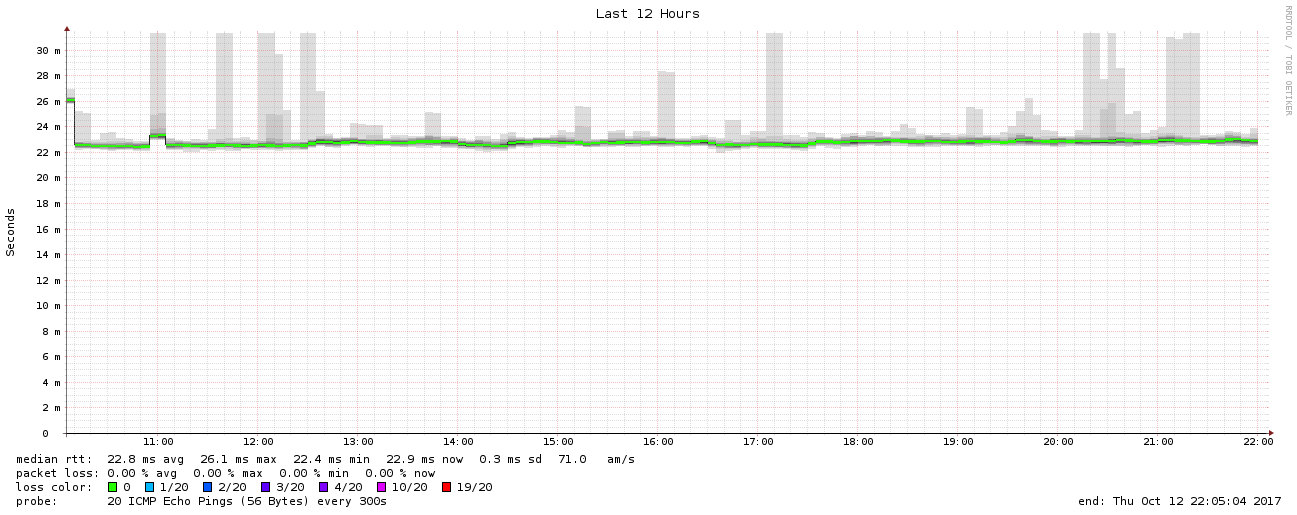 Last 12 Hours
RRDTOOL / TOBI OETIKER
Seconds
30 m
28 m
26 m
24 m
22 m
20 m
18 m
16 m
14 m
12 m
10 m
8 m
6 m
4 m
2 m
0
11:00 12:00 13:00 14:00 15:00 16:00 17:00 18:00 19:00 20:00 21:00 22:00
median rtt: 22.8 ms avg 26.1 ms max 22.4 ms min 22.9 ms now 0.3 ms sd 71.0 am/s
packet loss: 0.00 % avg 0.00 % max 0.00 % min 0.00 % now
loss color: 0 1/20 2/20 3/20 4/20 10/20 19/20
probe: 20 ICMP Echo Pings (56 Bytes) every 300s end: Thu Oct 12 22:05:04 2017